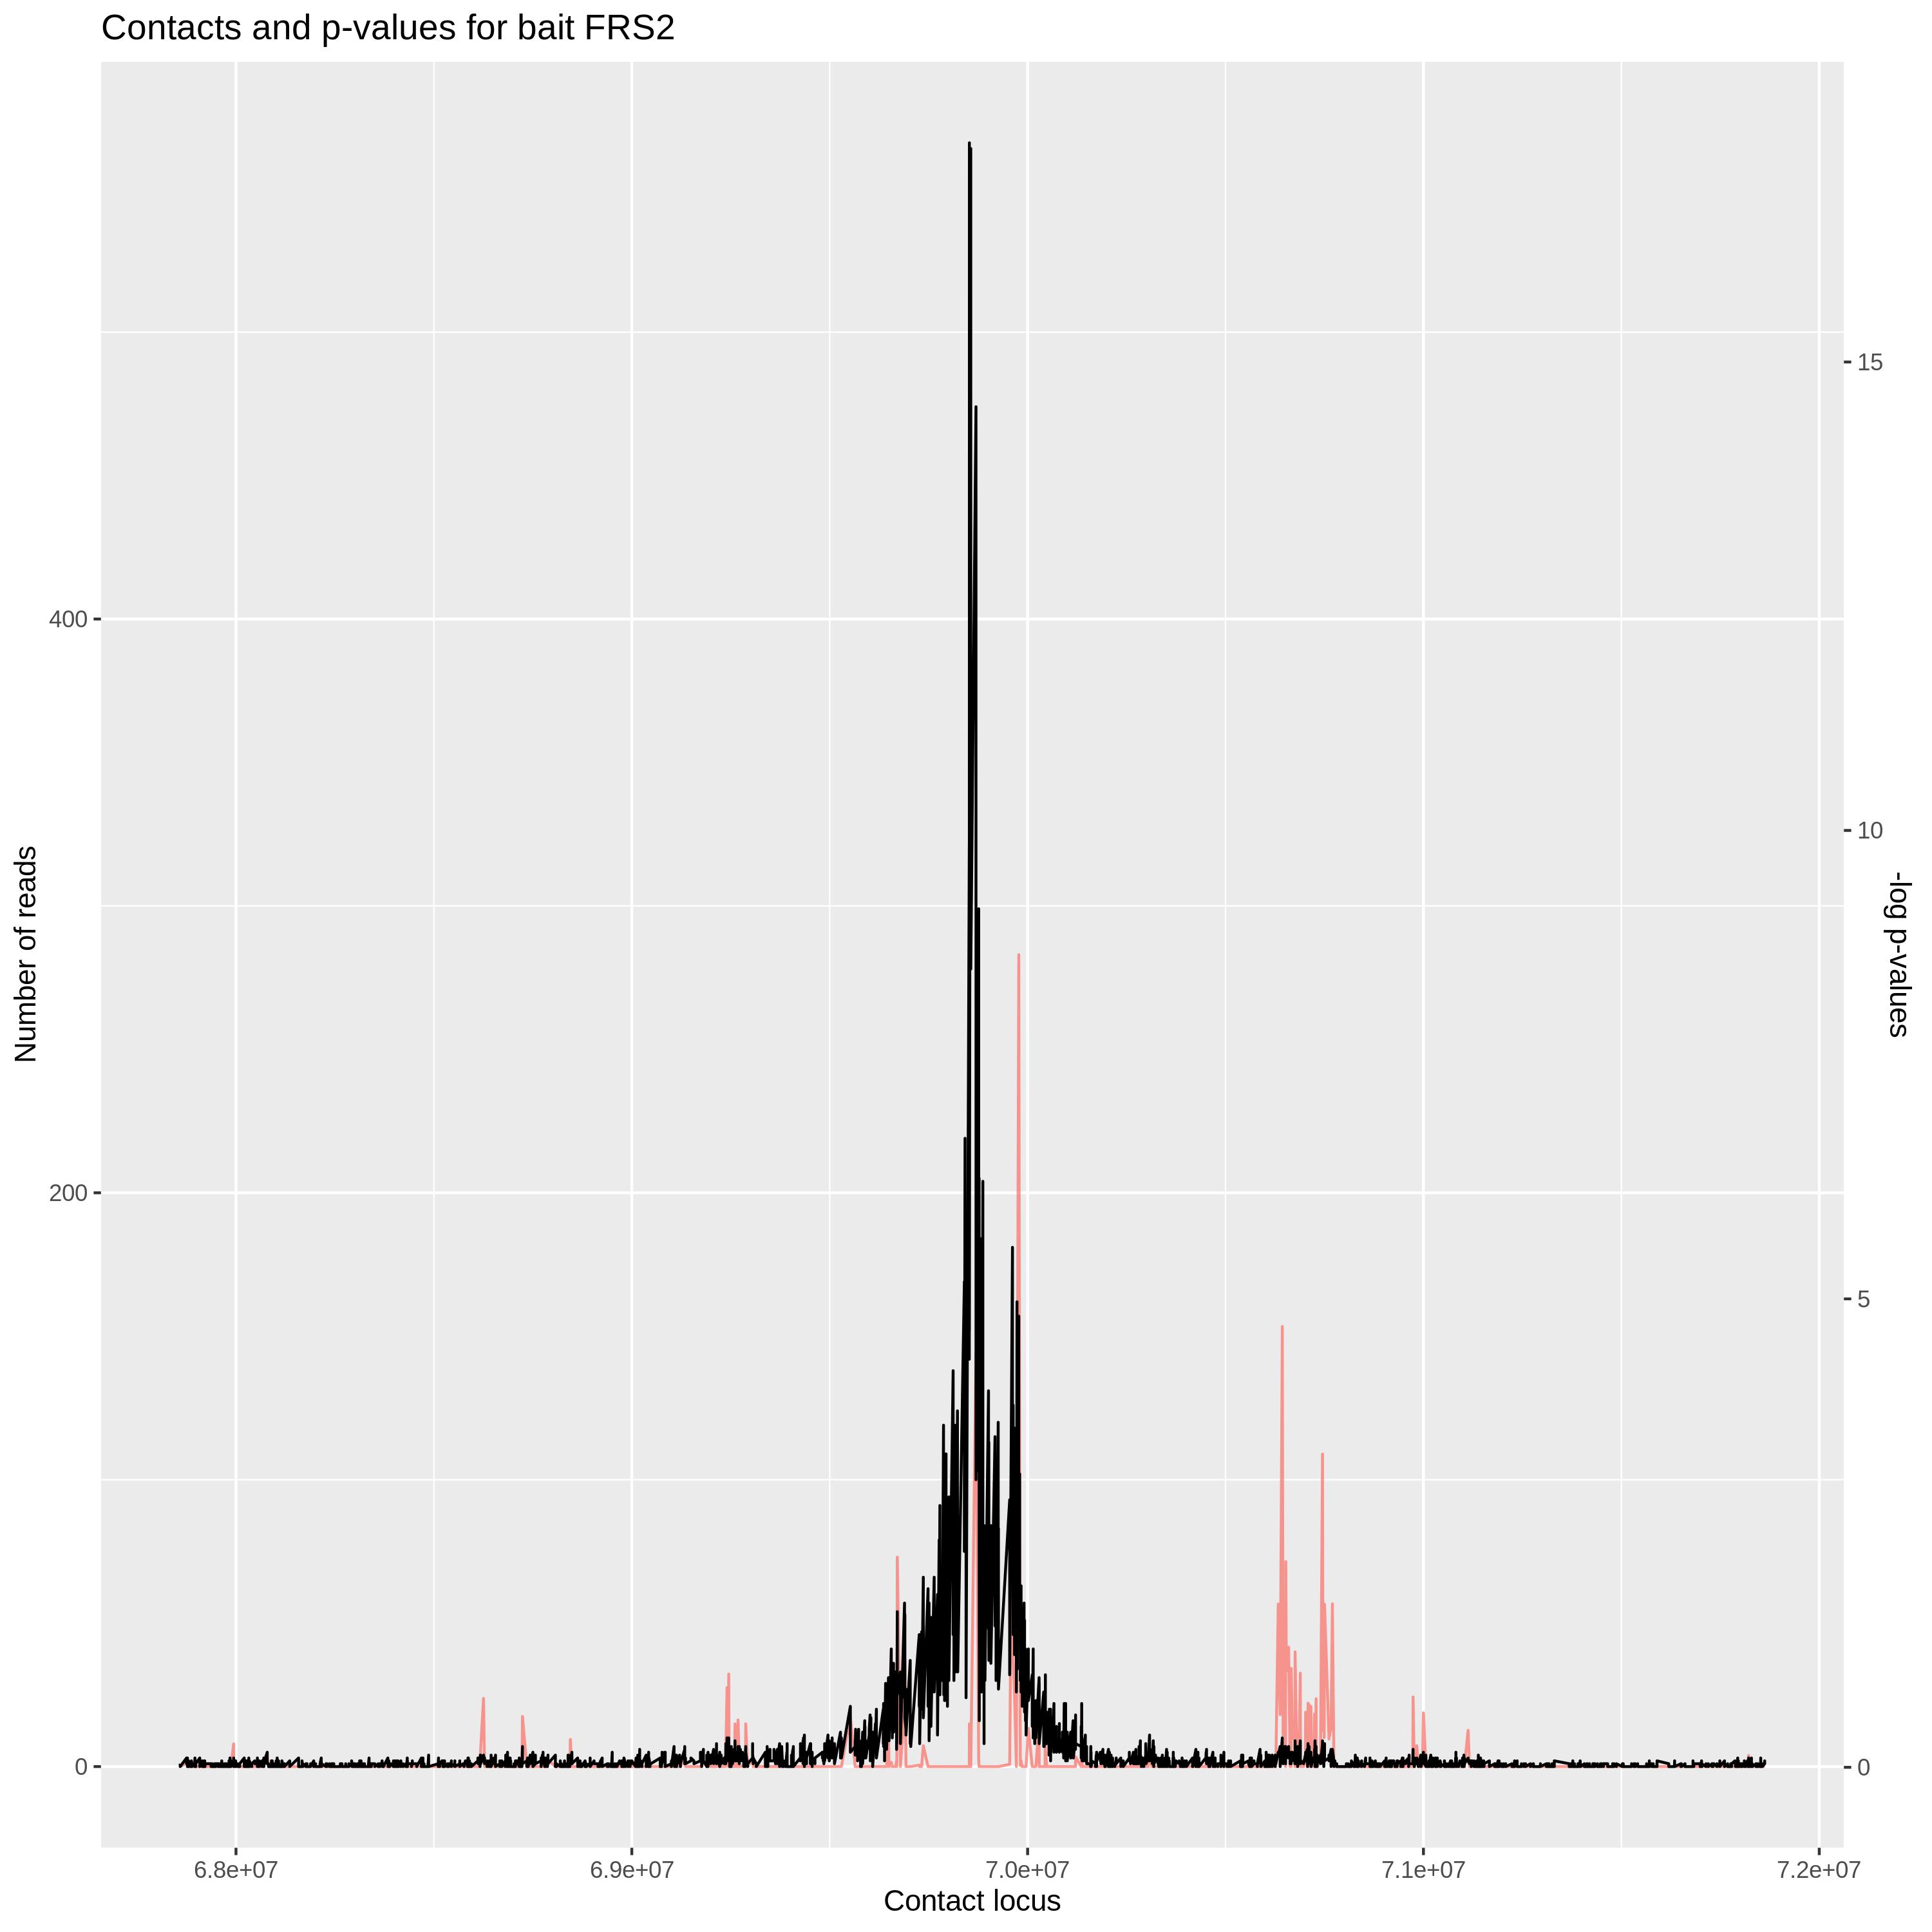 Contacts and p-values for bait FRS2
Number of reads
400
200
0
15
10
5
0
-log p-values
6.8e+07
6.9e+07
7.0e+07
7.1e+07
7.2e+07
Contact locus